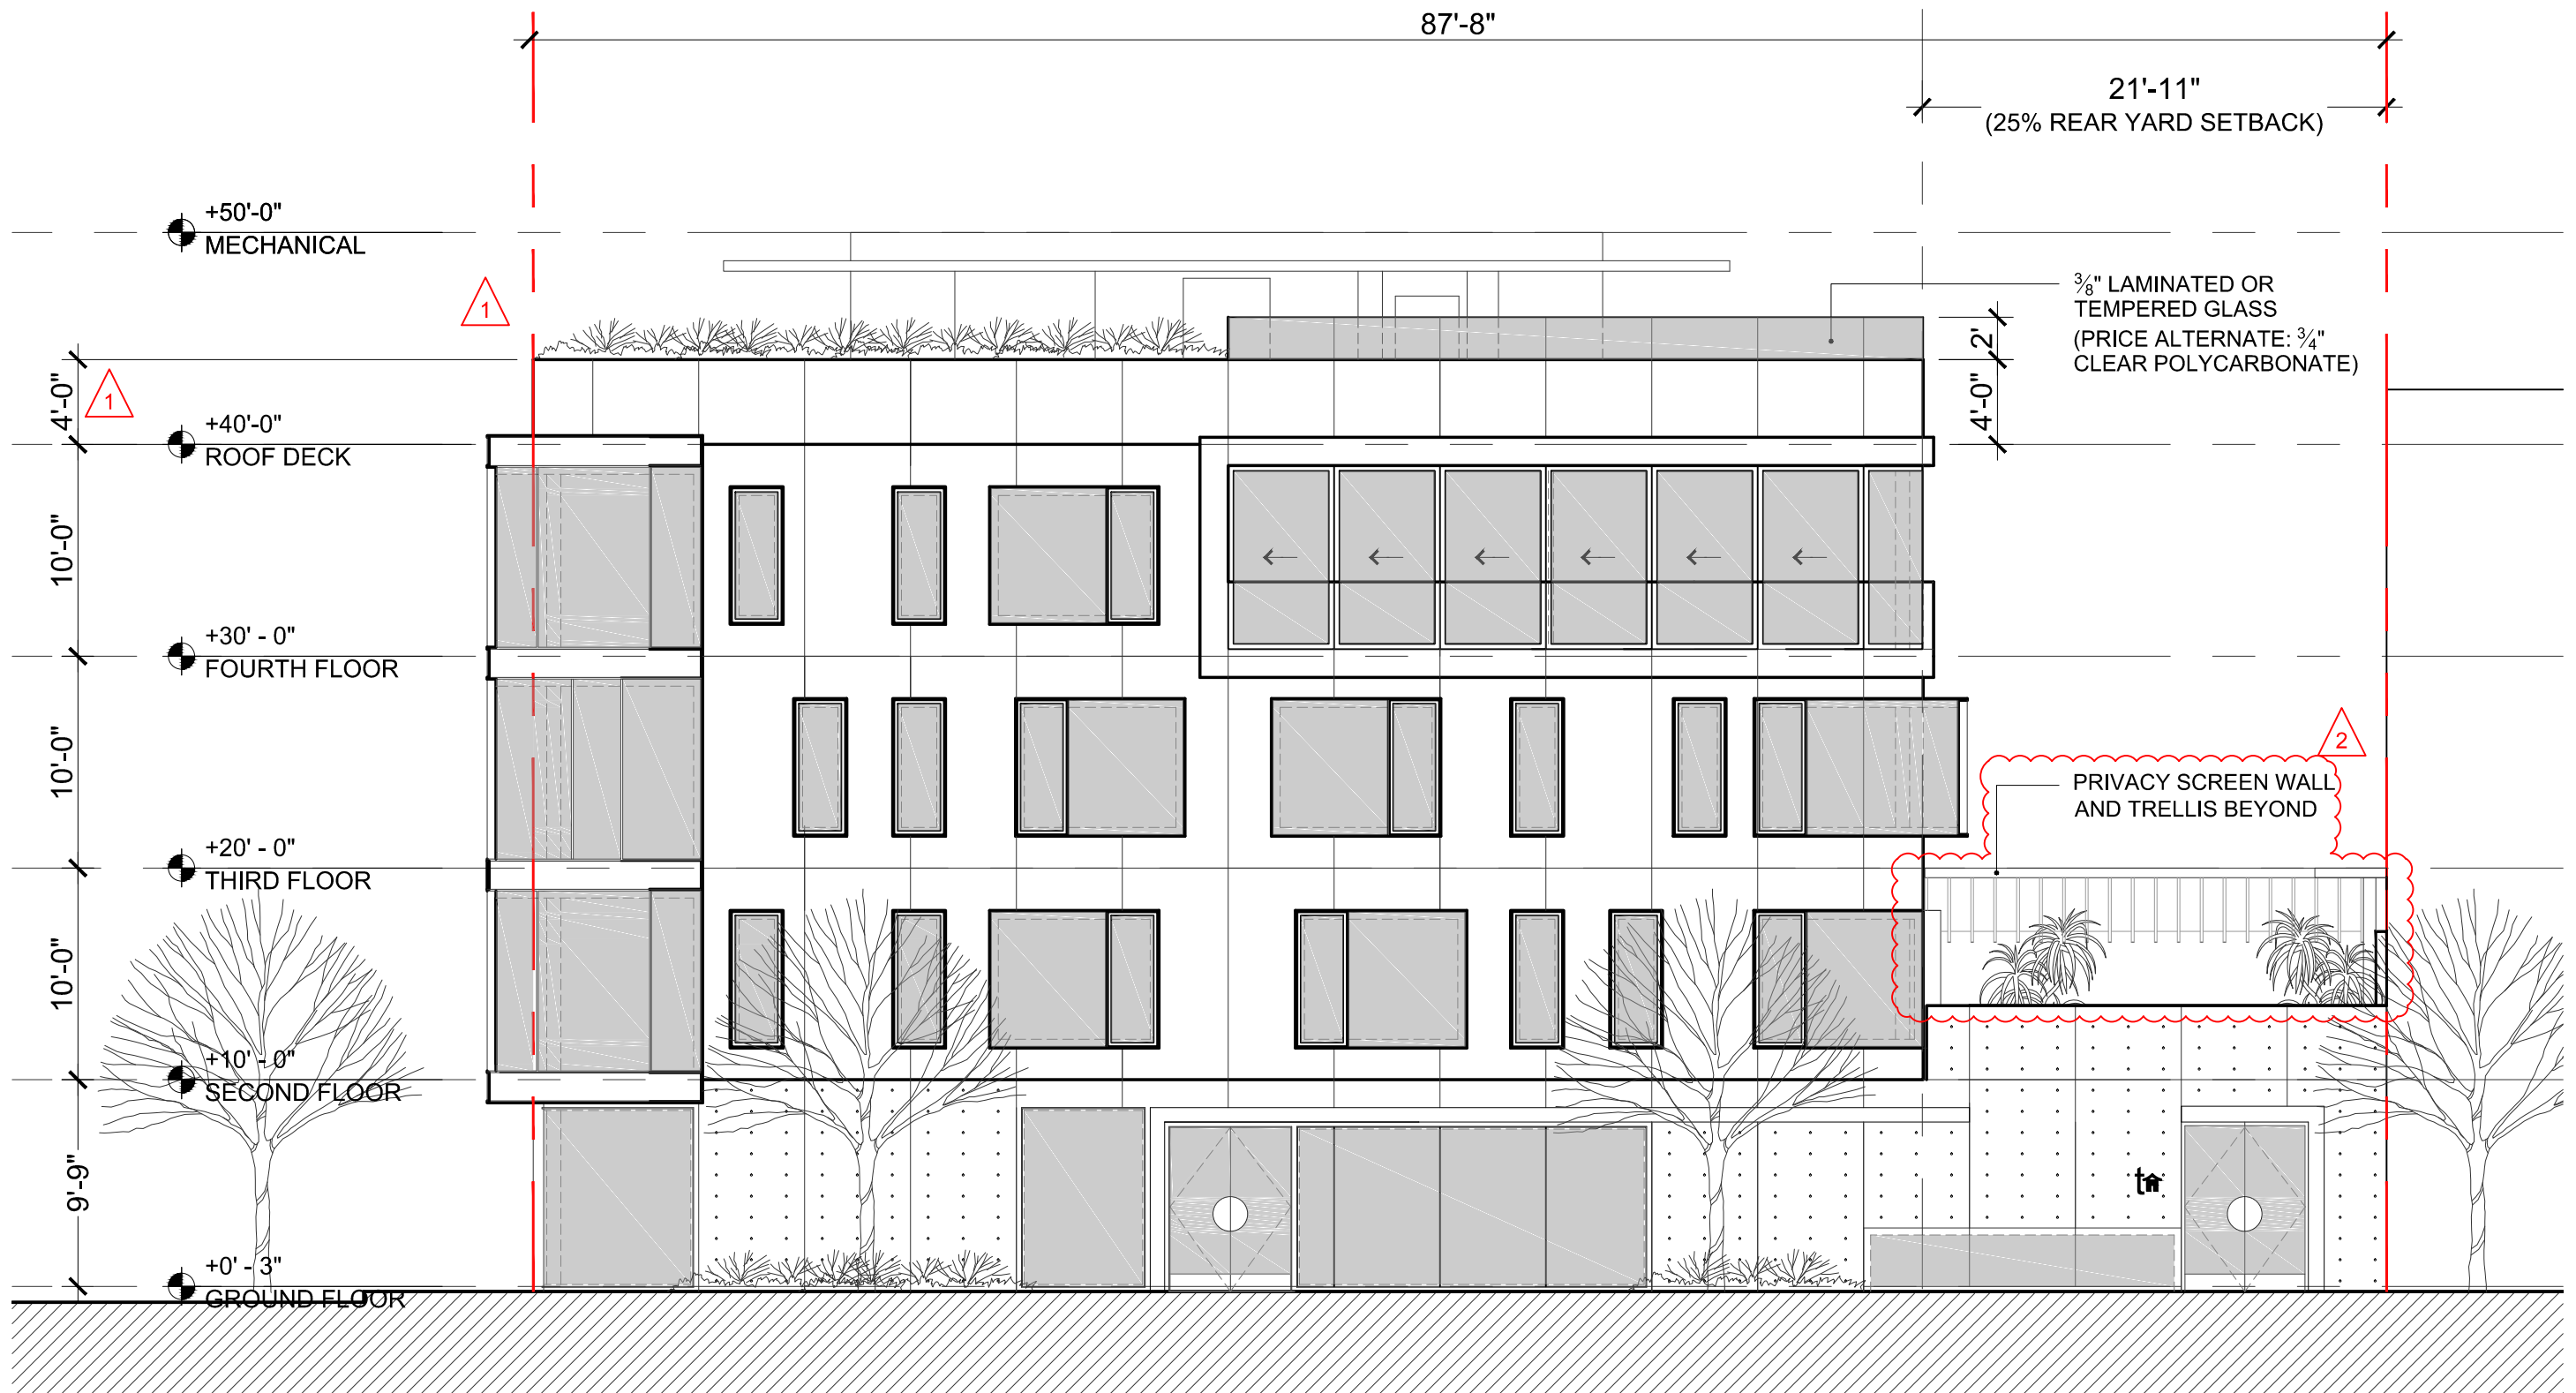 87'-8"
21'-11"
(25% REAR YARD SETBACK)
+50'-0"
MECHANICAL
1
3⁄8" LAMINATED OR
TEMPERED GLASS
(PRICE ALTERNATE: 3⁄4"
CLEAR POLYCARBONATE)
2'
4'-0"
1
4'-0"
+40'-0"
ROOF DECK
10'-0"
+30' - 0"
FOURTH FLOOR
10'-0"
2
PRIVACY SCREEN WALL
AND TRELLIS BEYOND
+20' - 0"
THIRD FLOOR
10'-0"
+10' - 0"
SECOND FLOOR
9'-9"
t
+0' - 3"
GROUND FLOOR